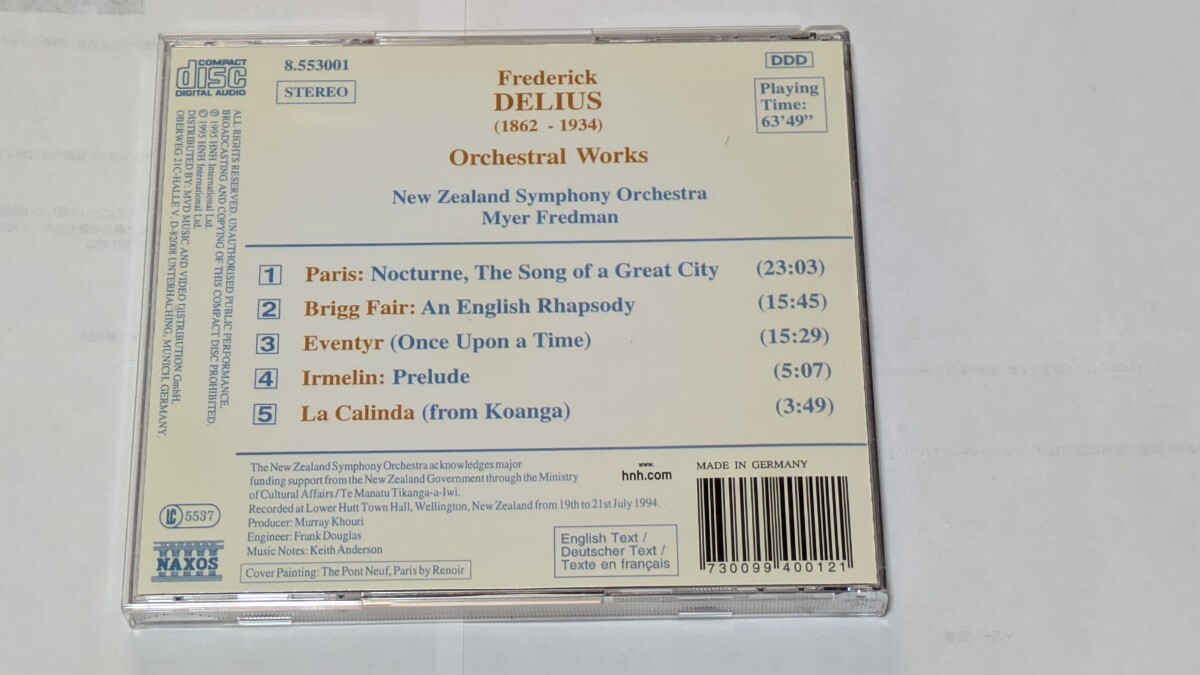 COMPACT
disc
DIGITAL AUDIO
8.553001
STEREO
Frederick
DELIUS
(1862 - 1934)
Orchestral Works
New Zealand Symphony Orchestra
Myer Fredman
DDD
Playing
Time:
63'49"
1 Paris: Nocturne, The Song of a Great City (23:03)
2 Brigg Fair: An English Rhapsody (15:45)
3 Eventyr (Once Upon a Time) (15:29)
4 Irmelin: Prelude (5:07)
5 La Calinda (from Koanga) (3:49)
ALL RIGHTS RESERVED. UNAUTHORISED PUBLIC PERFORMANCE,
BROADCASTING AND COPYING OF THIS COMPACT DISC PROHIBITED.
℗ 1995 HNH International Ltd.
© 1995 HNH International Ltd.
DISTRIBUTED BY: MVD MUSIC AND VIDEO DISTRIBUTION GmbH,
OBERWEG 21C-HALLE V, D-82008 UNTERHACHING, MUNICH, GERMANY.
The New Zealand Symphony Orchestra acknowledges major
funding support from the New Zealand Government through the Ministry
of Cultural Affairs/Te Manatu Tikanga-a-Iwi.
Recorded at Lower Hutt Town Hall, Wellington, New Zealand from 19th to 21st July 1994.
Producer: Murray Khouri
Engineer: Frank Douglas
Music Notes: Keith Anderson
Cover Painting: The Pont Neuf, Paris by Renoir
LC 5537
NAXOS
www.
hnh.com
English Text /
Deutscher Text /
Texte en français
MADE IN GERMANY
730099 400121